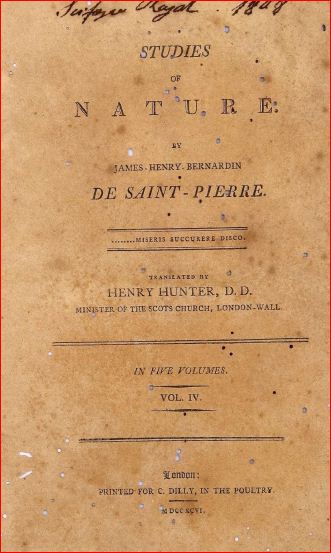 STUDIES
OF
NATURE:
BY
JAMES-HENRY-BERNARDIN
DE SAINT-PIERRE.
........MISERIS SUCCURERE DISCO.
TRANSLATED BY
HENRY HUNTER, D. D.
MINISTER OF THE SCOTS CHURCH, LONDON-WALL.
IN FIVE VOLUMES.
VOL. IV.
London:
PRINTED FOR C. DILLY, IN THE POULTRY.
MDCCXCVI.